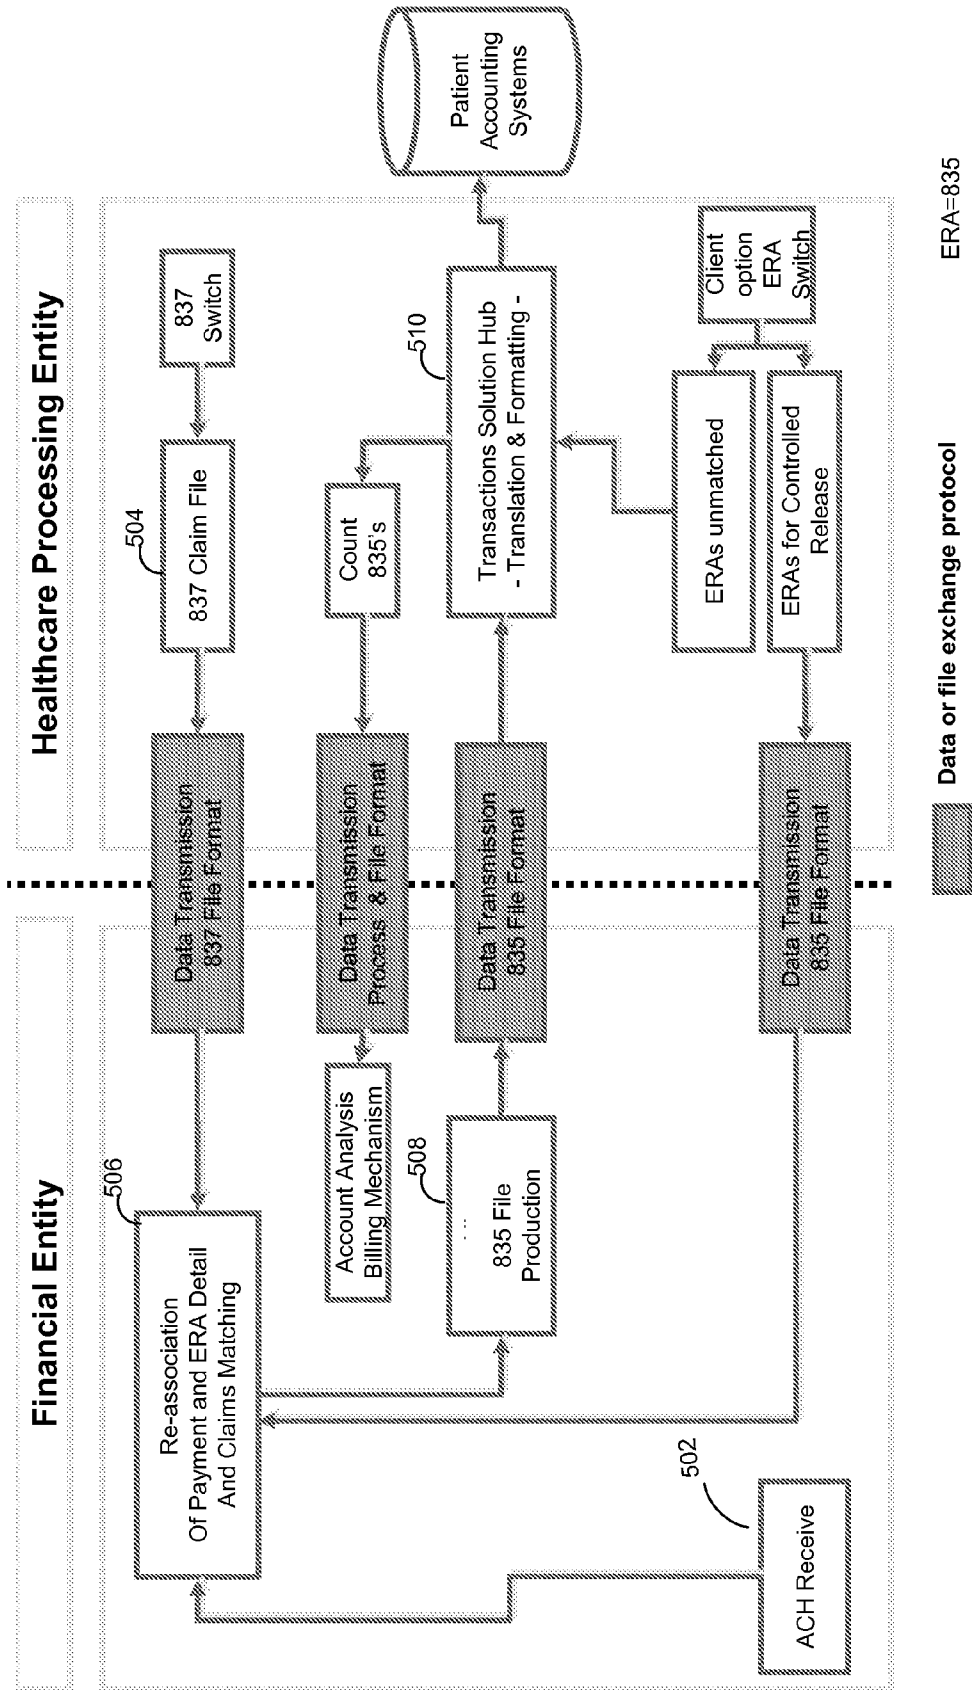 Financial Entity
Healthcare Processing Entity
506
Re-association
Of Payment and ERA Detail
And Claims Matching
Data Transmission
837 File Format
504
837 Claim File
837
Switch
Account Analysis
Billing Mechanism
Data Transmission
Process & File Format
Count
835's
508
...
835 File
Production
Data Transmission
835 File Format
510
Transactions Solution Hub
- Translation & Formatting -
Patient
Accounting
Systems
502
ACH Receive
Data Transmission
835 File Format
ERAs unmatched
ERAs for Controlled
Release
Client
option
ERA
Switch
Data or file exchange protocol
ERA=835